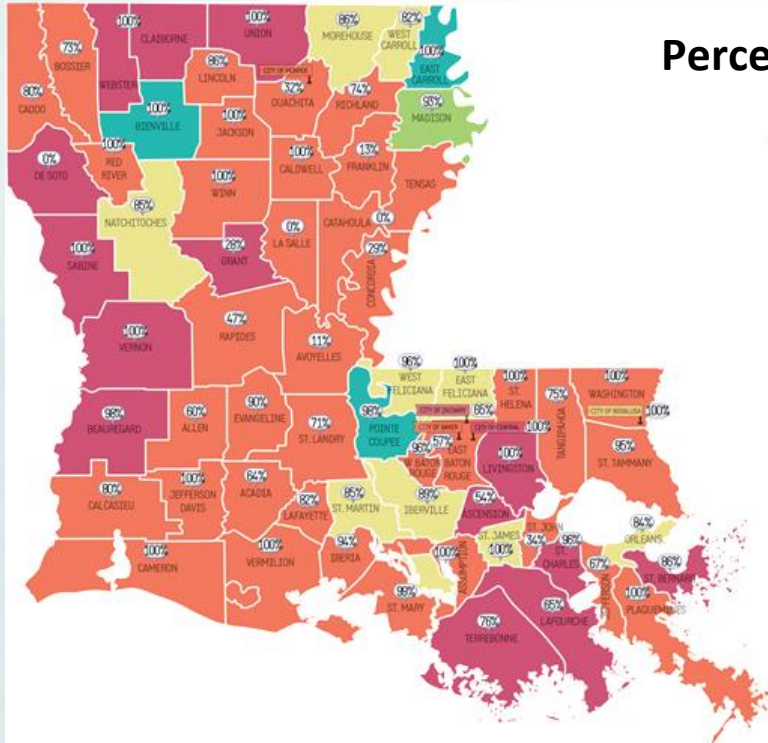 Perce
100%
CLAIBORNE
100%
UNION
86%
MOREHOUSE
82%
WEST
CARROLL
73%
BOSSIER
WEBSTER
86%
LINCOLN
CITY OF MONROE
100%
EAST
CARROLL
80%
CADDO
32%
OUACHITA
74%
RICHLAND
93%
MADISON
100%
BIENVILLE
100%
JACKSON
0%
DE SOTO
100%
RED
RIVER
100%
CALDWELL
13%
FRANKLIN
100%
WINN
TENSAS
85%
NATCHITOCHES
0%
LA SALLE
CATAHOULA
0%
100%
SABINE
28%
GRANT
29%
CONCORDIA
100%
VERNON
47%
RAPIDES
11%
AVOYELLES
96%
WEST
FELICIANA
100%
EAST
FELICIANA
100%
ST.
HELENA
75%
TANGIPAHOA
100%
WASHINGTON
CITY OF BOGALUSA
100%
98%
BEAUREGARD
60%
ALLEN
90%
EVANGELINE
71%
ST. LANDRY
98%
POINTE
COUPEE
CITY OF ZACHARY
66%
CITY OF BAKER
CITY OF CENTRAL
100%
96%
W BATON
ROUGE
57%
EAST
BATON
ROUGE
100%
LIVINGSTON
95%
ST. TAMMANY
80%
CALCASIEU
100%
JEFFERSON
DAVIS
64%
ACADIA
82%
LAFAYETTE
85%
ST. MARTIN
89%
IBERVILLE
54%
ASCENSION
100%
CAMERON
100%
VERMILION
94%
IBERIA
100%
ASSUMPTION
ST. JAMES
100%
ST. JOHN
34%
96%
ST.
CHARLES
84%
ORLEANS
67%
JEFFERSON
86%
ST. BERNARD
99%
ST. MARY
76%
TERREBONNE
65%
LAFOURCHE
100%
PLAQUEMINES